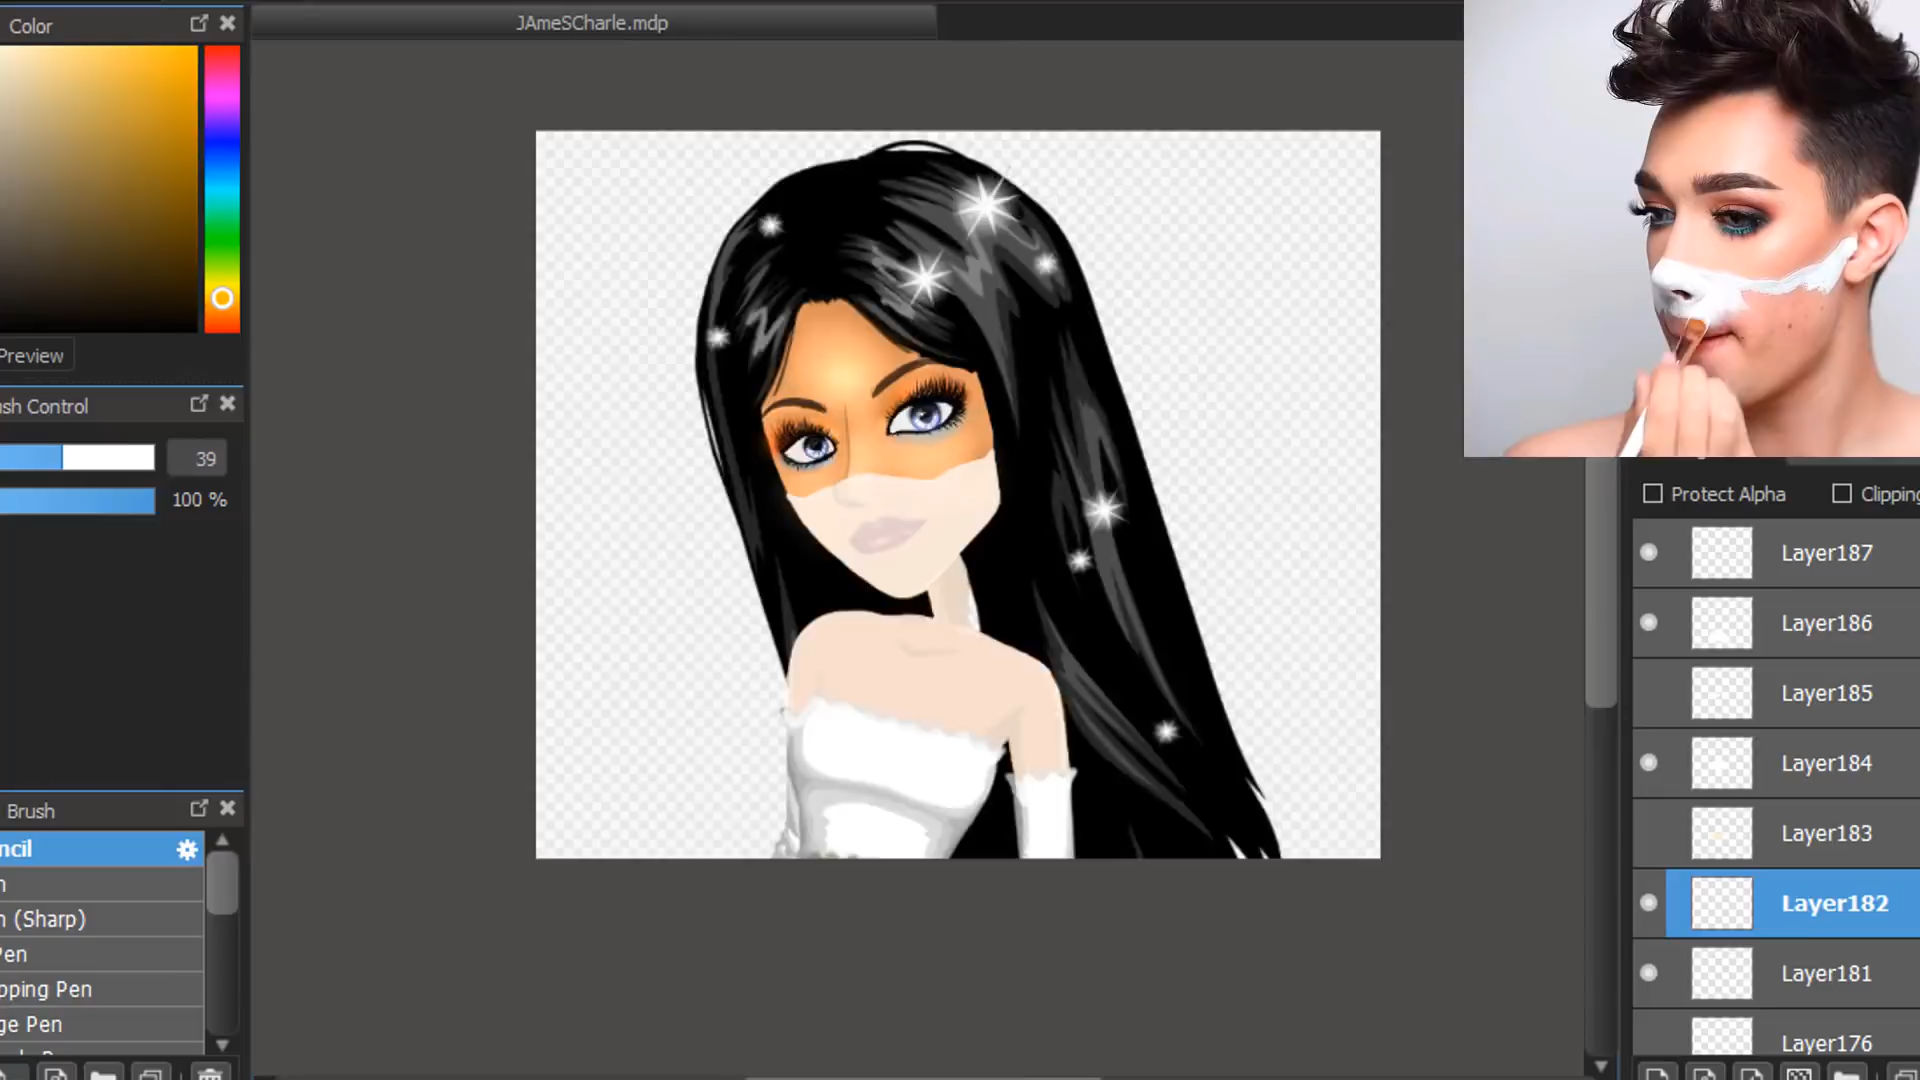 Color
JAmeSCharle.mdp
Preview
ush Control
39
100 %
Brush
ncil
n
n (Sharp)
Pen
pping Pen
ge Pen
Protect Alpha
Clipping
Layer187
Layer186
Layer185
Layer184
Layer183
Layer182
Layer181
Layer176